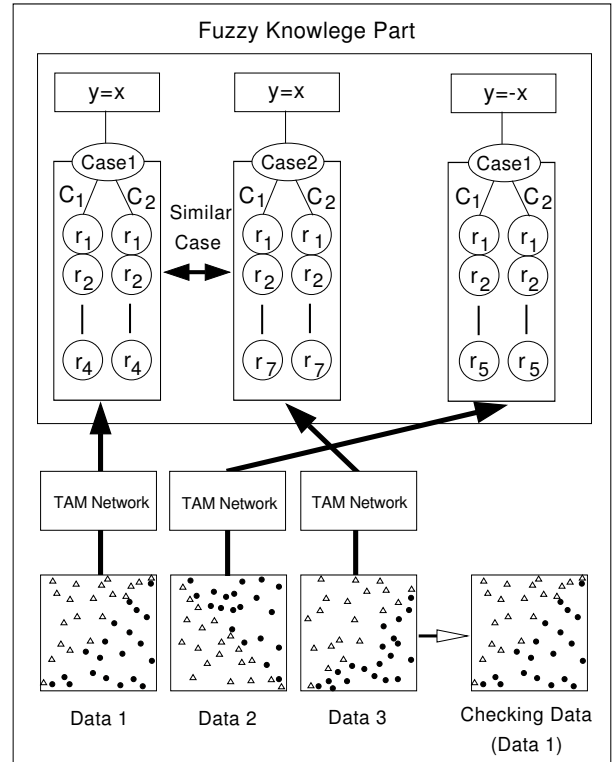 Fuzzy Knowlege Part
y=x y=x y=-x
Case1 Case2 Case1
C1 C2 C1 C2 C1 C2
Similar
Case
r1 r1 r1 r1 r1 r1
r2 r2 r2 r2 r2 r2
r4 r4 r7 r7 r5 r5
TAM Network TAM Network TAM Network
Data 1 Data 2 Data 3 Checking Data
(Data 1)